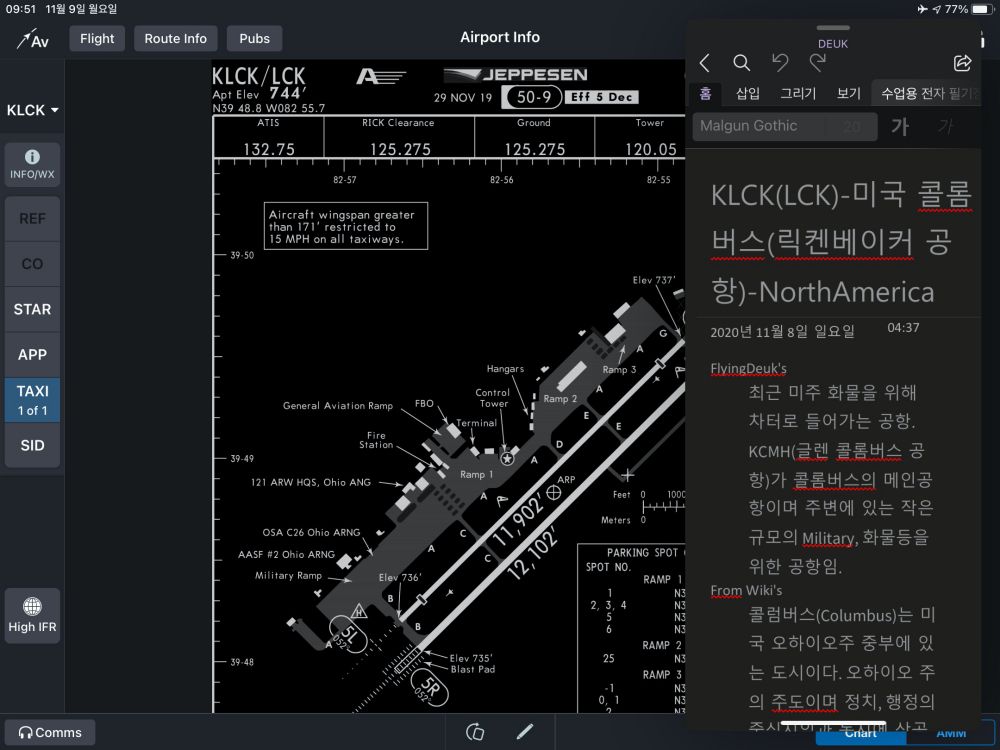 09:51 11월 9일 월요일
77%
Av
Flight
Route Info
Pubs
Airport Info
KLCK
INFO/WX
REF
CO
STAR
APP
TAXI
1 of 1
SID
High IFR
Comms
KLCK/LCK
Apt Elev 744'
N39 48.8 W082 55.7
JEPPESEN
29 NOV 19 50-9 Eff 5 Dec
ATIS
132.75
RICK Clearance
125.275
Ground
125.275
Tower
120.05
82-57
82-56
82-55
Aircraft wingspan greater
than 171' restricted to
15 MPH on all taxiways.
39-50
Elev 737'
G
A
Ramp 3
A
Hangars
Ramp 2
A
Control
Tower
E
E
General Aviation Ramp
FBO
Terminal
D
Fire
Station
39-49
A
Ramp 1
ARP
121 ARW HQS, Ohio ANG
A
Feet 0 1000
Meters 0
11,902'
12,102'
OSA C26 Ohio ARNG
C
A
C
AASF #2 Ohio ARNG
Military Ramp
Elev 736'
B
H
5L
052°
A
B
39-48
Elev 735'
Blast Pad
5R
052°
PARKING SPOT
SPOT NO.
RAMP 1
1 N3
2, 3, 4 N3
5 N3
6 N3
RAMP 2
25 N3
RAMP 3
-1 N3
0, 1 N3
DEUK
홈 삽입 그리기 보기 수업용 전자 필기
Malgun Gothic 20 가 가
KLCK(LCK)-미국 콜롬
버스(릭켄베이커 공
항)-NorthAmerica
2020년 11월 8일 일요일 04:37
FlyingDeuk's
최근 미주 화물을 위해
차터로 들어가는 공항.
KCMH(글렌 콜롬버스 공
항)가 콜롬버스의 메인공
항이며 주변에 있는 작은
규모의 Military, 화물등을
위한 공항임.
From Wiki's
콜럼버스(Columbus)는 미
국 오하이오주 중부에 있
는 도시이다. 오하이오 주
의 주도이며 정치, 행정의
Chart
AMM